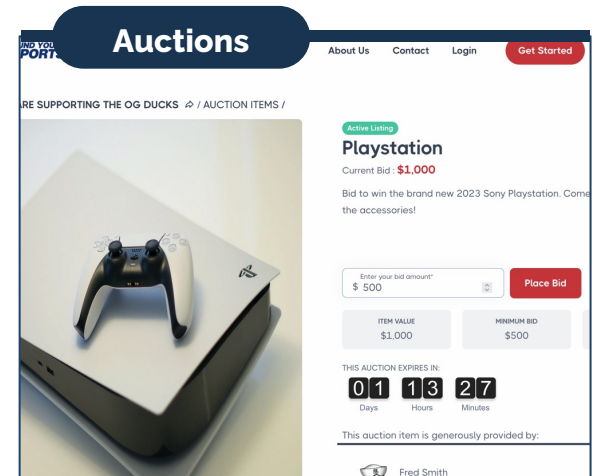 Auctions
UND YOU
PORTS
About Us Contact Login Get Started
ARE SUPPORTING THE OG DUCKS / AUCTION ITEMS /
Active Listing
Playstation
Current Bid : $1,000
Bid to win the brand new 2023 Sony Playstation. Come
the accessories!
Enter your bid amount*
$ 500
Place Bid
ITEM VALUE
$1,000
MINIMUM BID
$500
THIS AUCTION EXPIRES IN:
01 13 27
Days Hours Minutes
This auction item is generously provided by:
Fred Smith